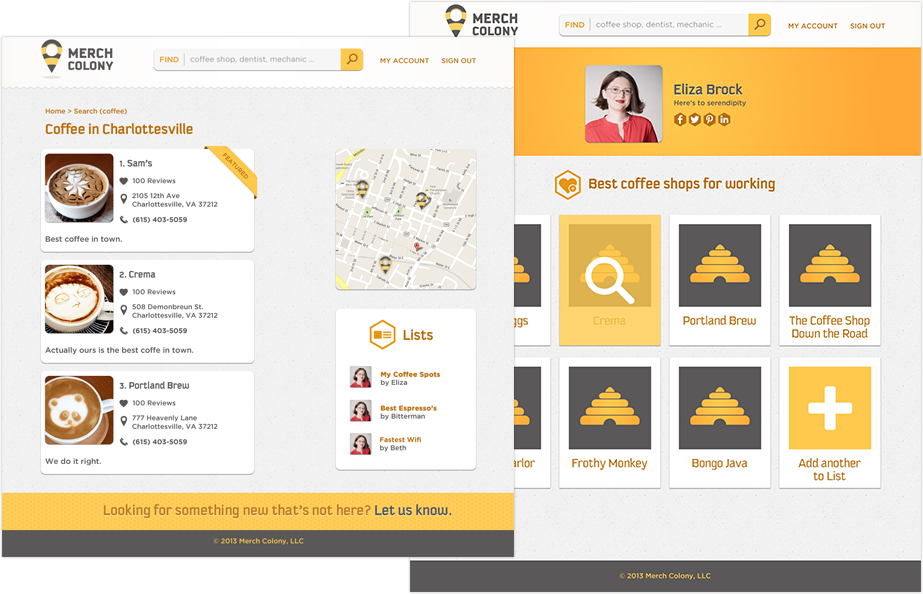 MERCH
COLONY
FIND
coffee shop, dentist, mechanic ...
MY ACCOUNT
SIGN OUT
Home > Search (coffee)
Coffee in Charlottesville
FEATURED
1. Sam's
100 Reviews
2105 12th Ave
Charlottesville, VA 37212
(615) 403-5059
Best coffee in town.
2. Crema
100 Reviews
508 Demonbreun St.
Charlottesville, VA 37212
(615) 403-5059
Actually ours is the best coffe in town.
3. Portland Brew
100 Reviews
777 Heavenly Lane
Charlottesville, VA 37212
(615) 403-5059
We do it right.
Lists
My Coffee Spots
by Eliza
Best Espresso's
by Bitterman
Fastest Wifi
by Beth
Looking for something new that's not here? Let us know.
© 2013 Merch Colony, LLC
MERCH
COLONY
FIND
coffee shop, dentist, mechanic ...
MY ACCOUNT
SIGN OUT
Eliza Brock
Here's to serendipity
Best coffee shops for working
ggs
Crema
Portland Brew
The Coffee Shop
Down the Road
arlor
Frothy Monkey
Bongo Java
Add another
to List
© 2013 Merch Colony, LLC